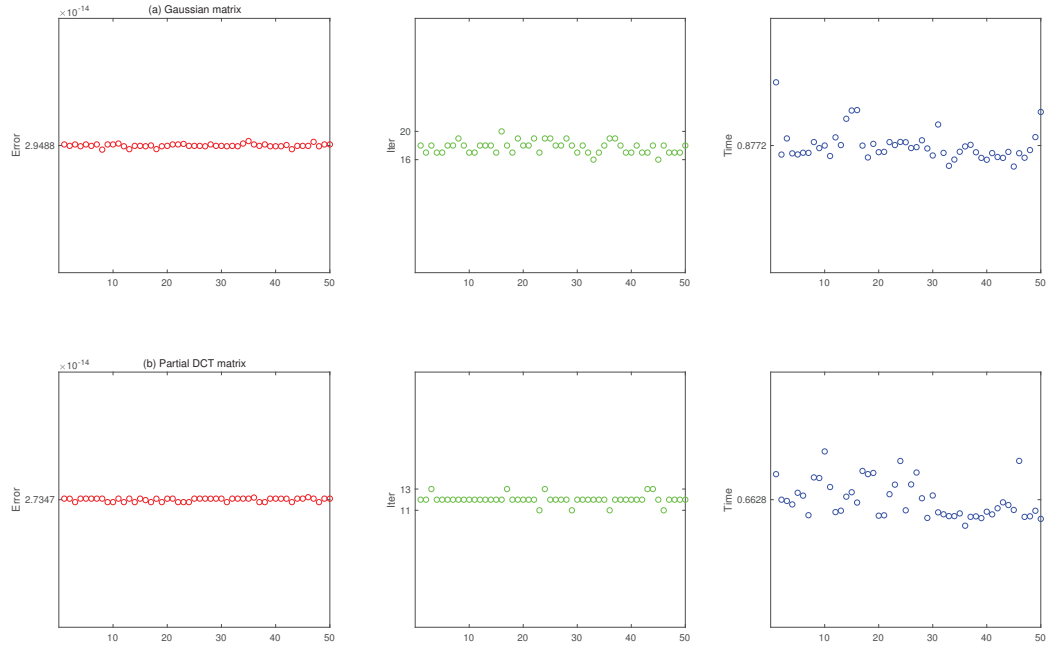 ×10⁻¹⁴
(a) Gaussian matrix
Error
2.9488
10 20 30 40 50
Iter
20
16
10 20 30 40 50
Time
0.8772
10 20 30 40 50
×10⁻¹⁴
(b) Partial DCT matrix
Error
2.7347
10 20 30 40 50
Iter
13
11
10 20 30 40 50
Time
0.6628
10 20 30 40 50